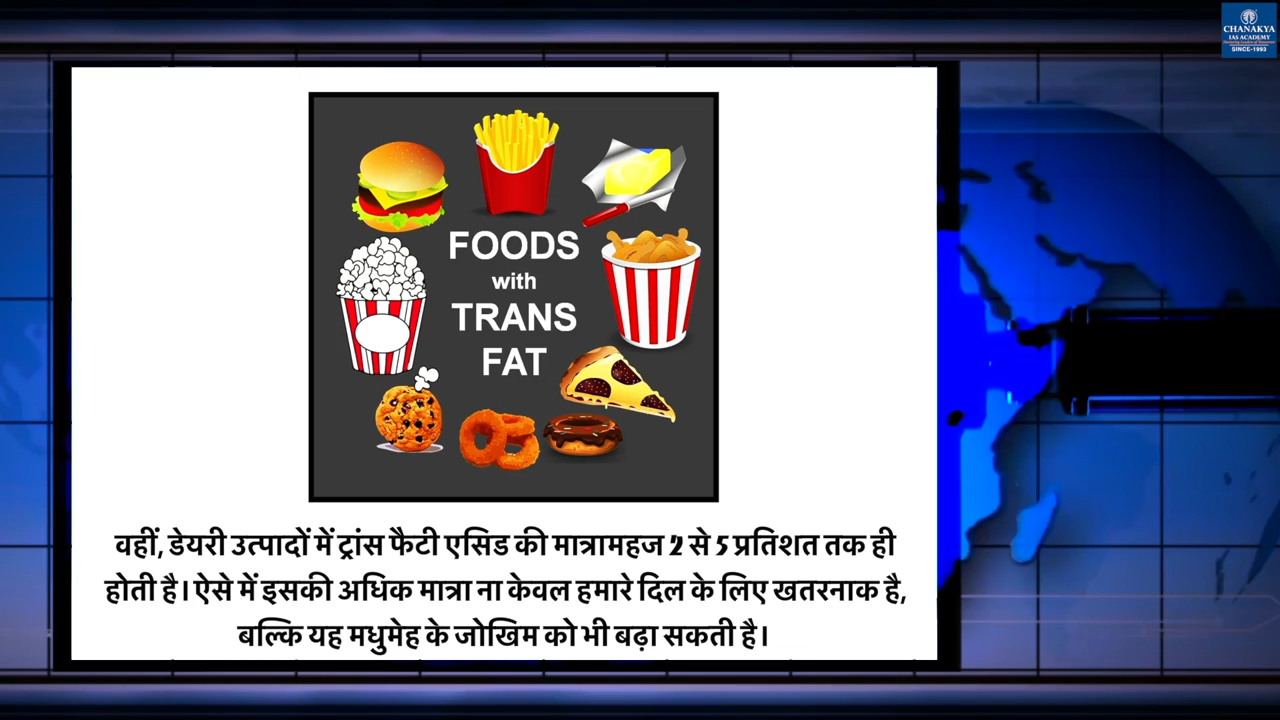 CHANAKYA
IAS ACADEMY
SINCE-1993
FOODS
with
TRANS
FAT
वहीं, डेयरी उत्पादों में ट्रांस फैटी एसिड की मात्रामहज 2 से 5 प्रतिशत तक ही
होती है। ऐसे में इसकी अधिक मात्रा ना केवल हमारे दिल के लिए खतरनाक है,
बल्कि यह मधुमेह के जोखिम को भी बढ़ा सकती है।